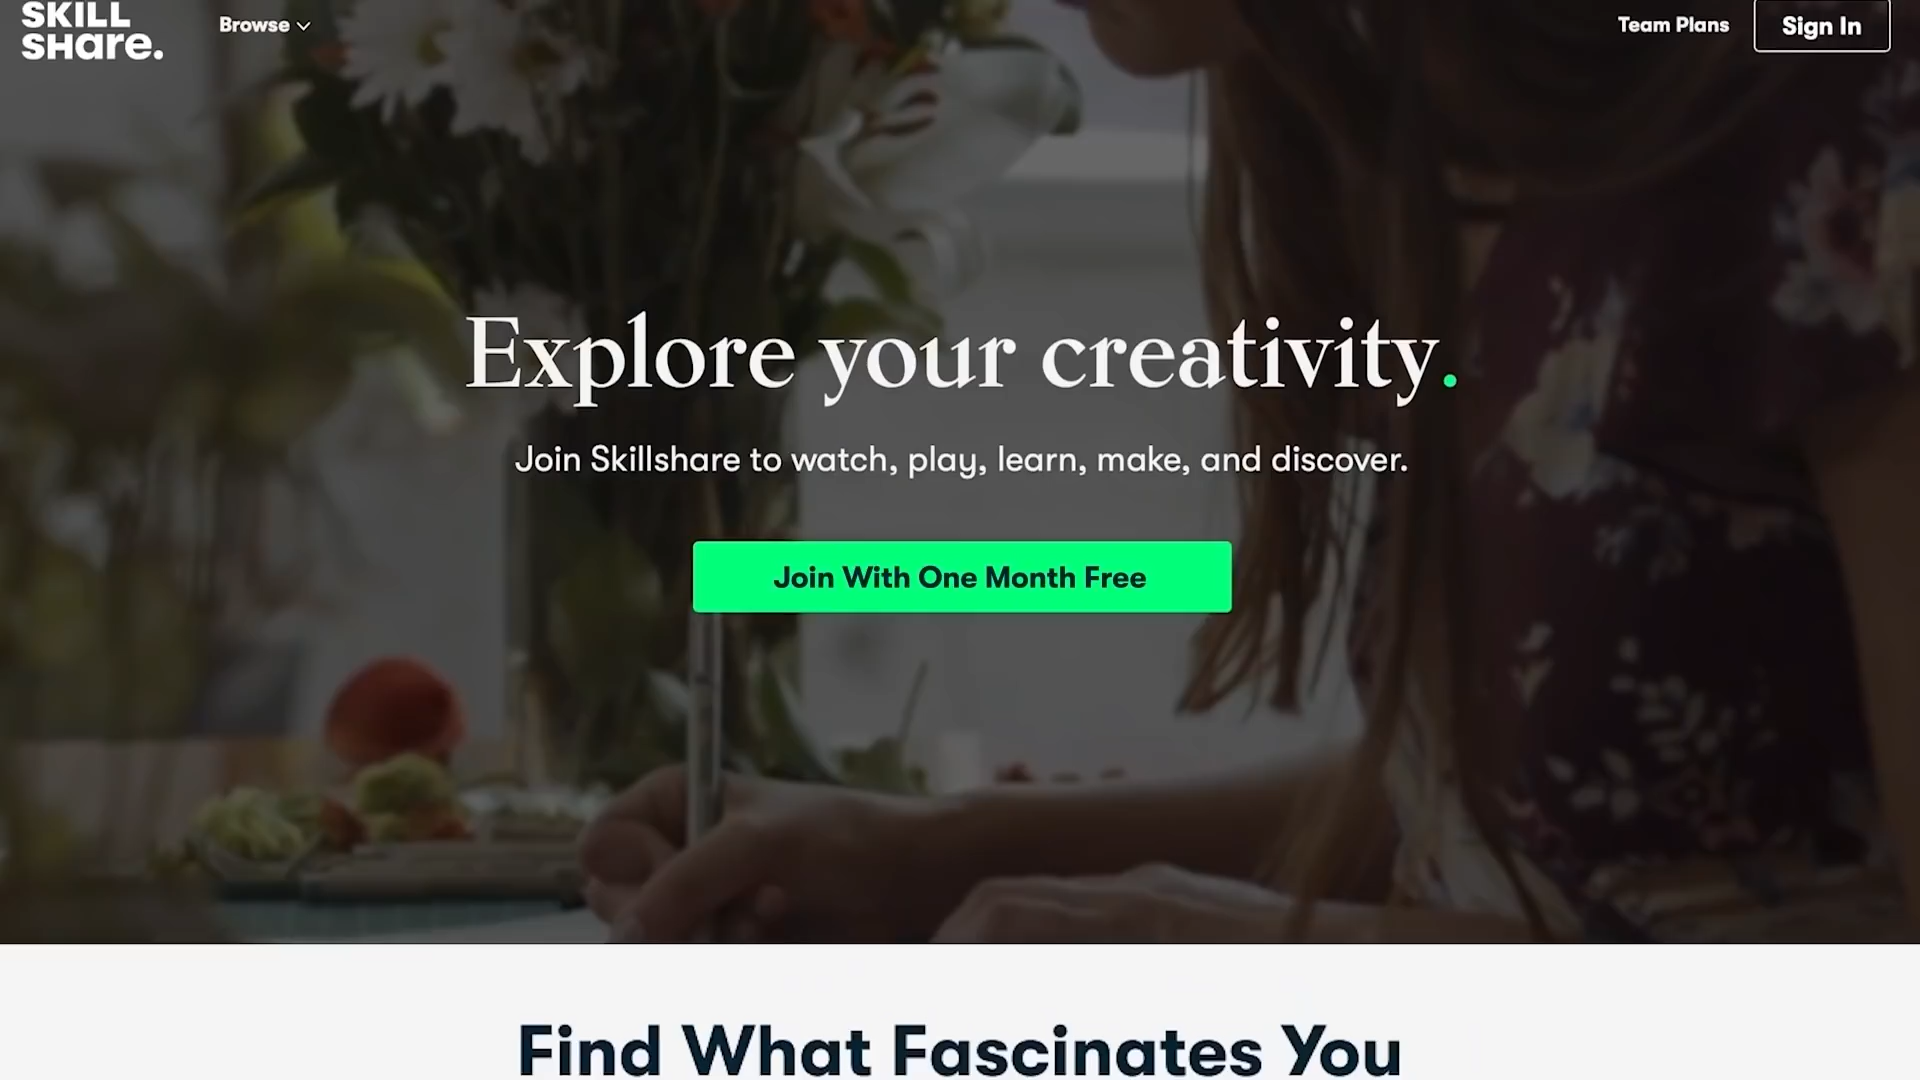 SKILL
SHare.
Browse
Team Plans
Sign In
Explore your creativity.
Join Skillshare to watch, play, learn, make, and discover.
Join With One Month Free
Find What Fascinates You